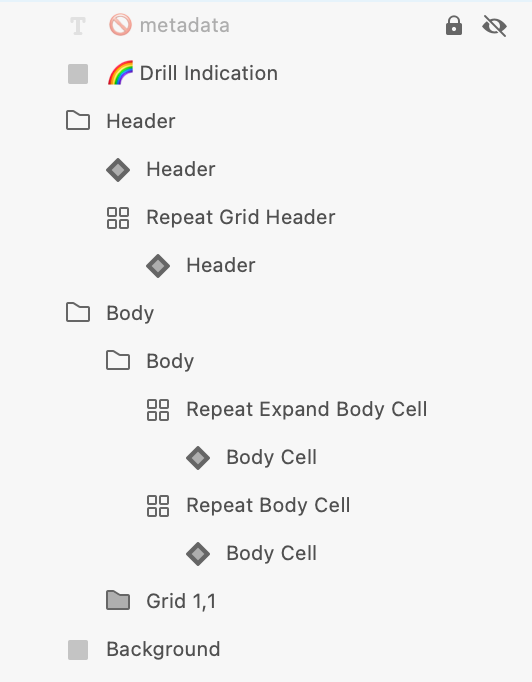 🚫 metadata
🌈 Drill Indication
Header
Header
Repeat Grid Header
Header
Body
Body
Repeat Expand Body Cell
Body Cell
Repeat Body Cell
Body Cell
Grid 1,1
Background